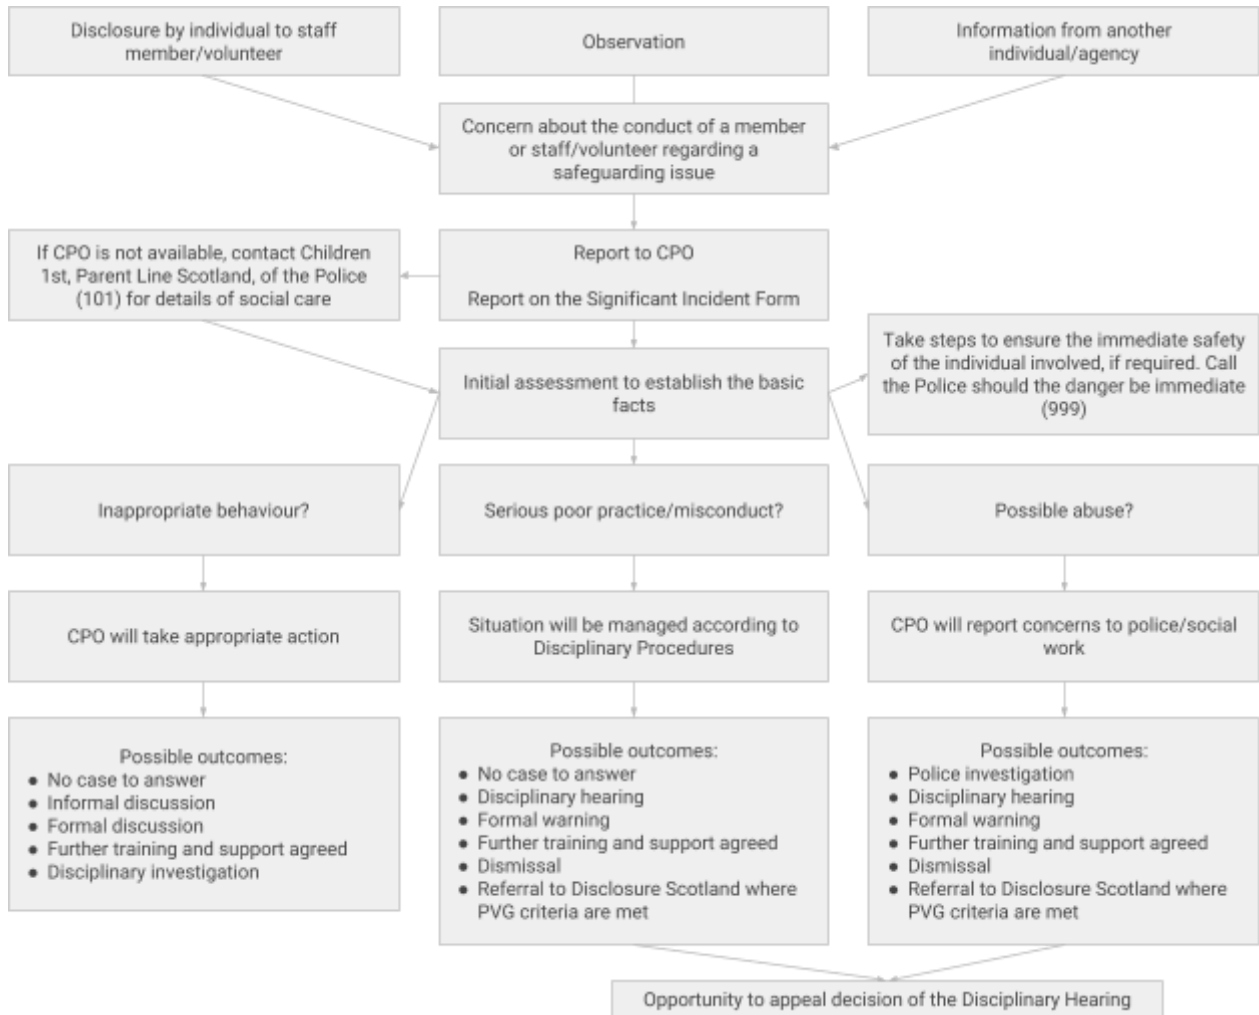 Disclosure by individual to staff
member/volunteer
Observation
Information from another
individual/agency
Concern about the conduct of a member
or staff/volunteer regarding a
safeguarding issue
If CPO is not available, contact Children
1st, Parent Line Scotland, of the Police
(101) for details of social care
Report to CPO
Report on the Significant Incident Form
Take steps to ensure the immediate safety
of the individual involved, if required. Call
the Police should the danger be immediate
(999)
Initial assessment to establish the basic
facts
Inappropriate behaviour?
Serious poor practice/misconduct?
Possible abuse?
CPO will take appropriate action
Situation will be managed according to
Disciplinary Procedures
CPO will report concerns to police/social
work
Possible outcomes:
● No case to answer
● Informal discussion
● Formal discussion
● Further training and support agreed
● Disciplinary investigation
Possible outcomes:
● No case to answer
● Disciplinary hearing
● Formal warning
● Further training and support agreed
● Dismissal
● Referral to Disclosure Scotland where
PVG criteria are met
Possible outcomes:
● Police investigation
● Disciplinary hearing
● Formal warning
● Further training and support agreed
● Dismissal
● Referral to Disclosure Scotland where
PVG criteria are met
Opportunity to appeal decision of the Disciplinary Hearing